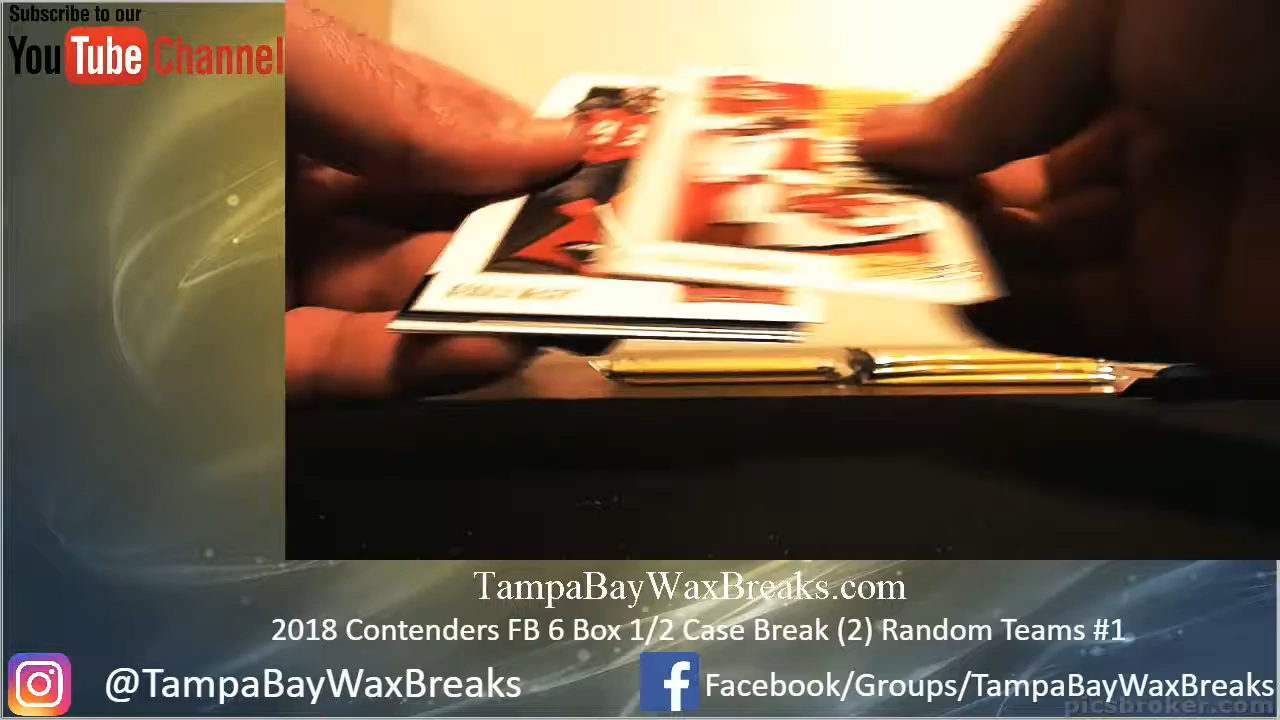 Subscribe to our
YouTube Channel
TampaBayWaxBreaks.com
2018 Contenders FB 6 Box 1/2 Case Break (2) Random Teams #1
@TampaBayWaxBreaks
Facebook/Groups/TampaBayWaxBreaks
picsbroker.com